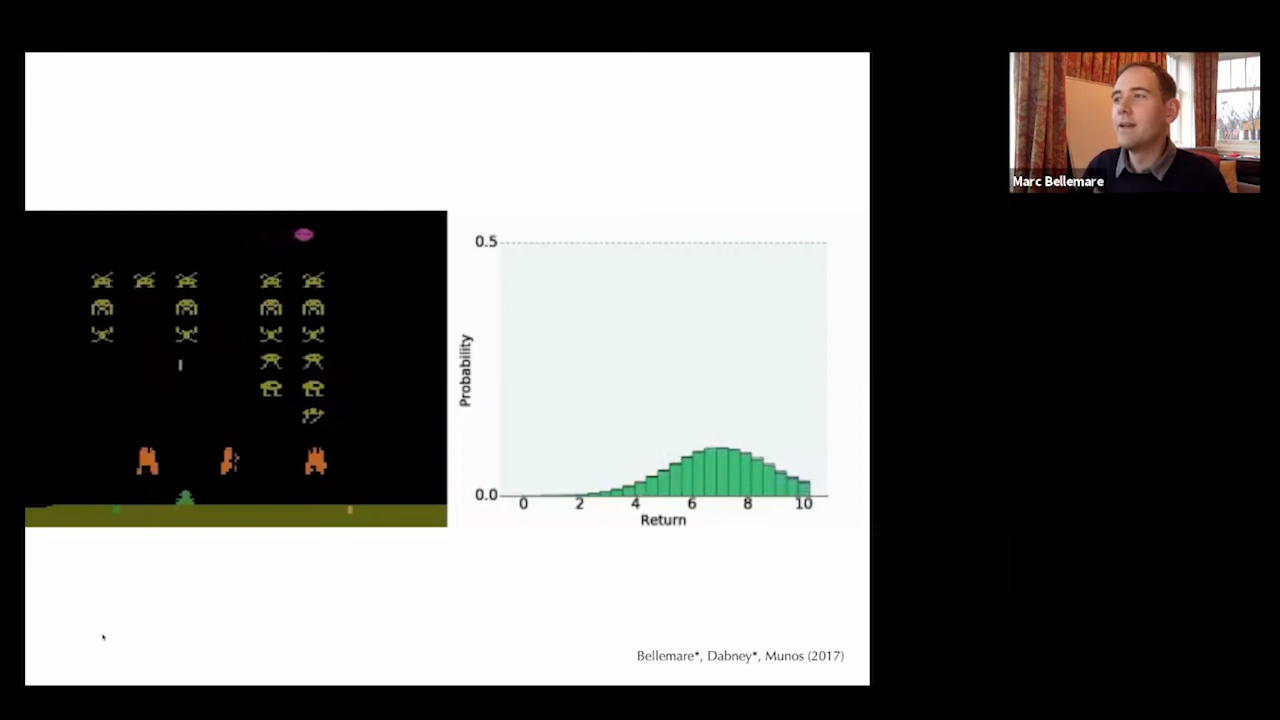 Marc Bellemare
0.5
Probability
0.0
0 2 4 6 8 10
Return
Bellemare*, Dabney*, Munos (2017)